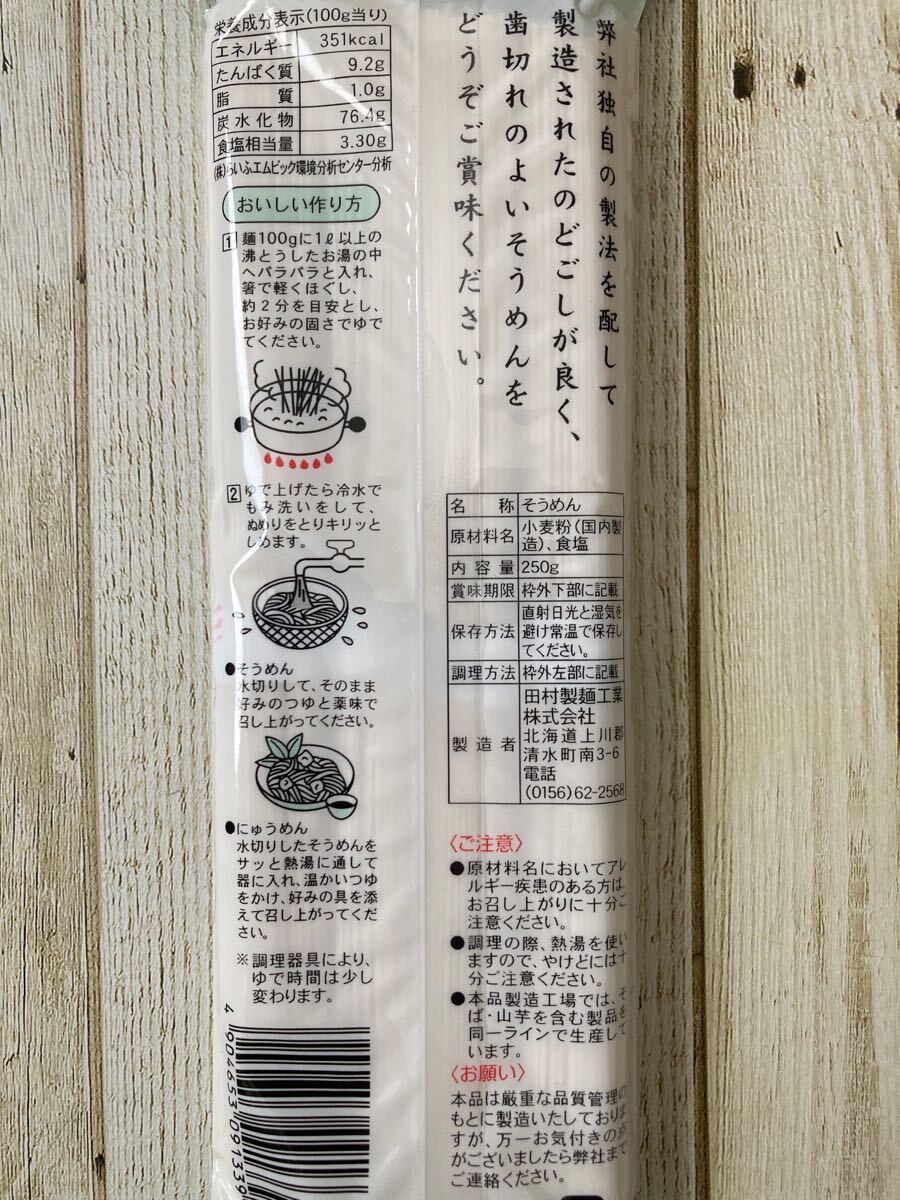 栄養成分表示(100g当り)
エネルギー 351kcal
たんぱく質 9.2g
脂質 1.0g
炭水化物 76.4g
食塩相当量 3.30g
(株)らいふエムビック環境分析センター分析
おいしい作り方
1 麺100gに1ℓ以上の
沸とうしたお湯の中
へパラパラと入れ、
箸で軽くほぐし、
約2分を目安とし、
お好みの固さでゆで
てください。
2 ゆで上げたら冷水で
もみ洗いをして、
ぬめりをとりキリッと
しめます。
●そうめん
水切りして、そのまま
好みのつゆと薬味で
召し上がってください。
●にゅうめん
水切りしたそうめんを
サッと熱湯に通して
器に入れ、温かいつゆ
をかけ、好みの具を添
えて召し上がってくだ
さい。
※調理器具により、
ゆで時間は少し
変わります。
4 904653 091339
弊社独自の製法を配して
製造されたのどごしが良く、
歯切れのよいそうめんを
どうぞご賞味ください。
名称 そうめん
原材料名 小麦粉(国内製
造)、食塩
内容量 250g
賞味期限 枠外下部に記載
保存方法 直射日光と湿気を
避け常温で保存し
てください。
調理方法 枠外左部に記載
製造者 田村製麺工業
株式会社
北海道上川郡
清水町南3-6
電話
(0156)62-2568
〈ご注意〉
●原材料名においてアレ
ルギー疾患のある方は、
お召し上がりに十分ご
注意ください。
●調理の際、熱湯を使い
ますので、やけどには十
分ご注意ください。
●本品製造工場では、そ
ば・山芋を含む製品を
同一ラインで生産して
います。
〈お願い〉
本品は厳重な品質管理の
もとに製造いたしておりま
すが、万一お気付きの点
がございましたら弊社まで
ご連絡ください。